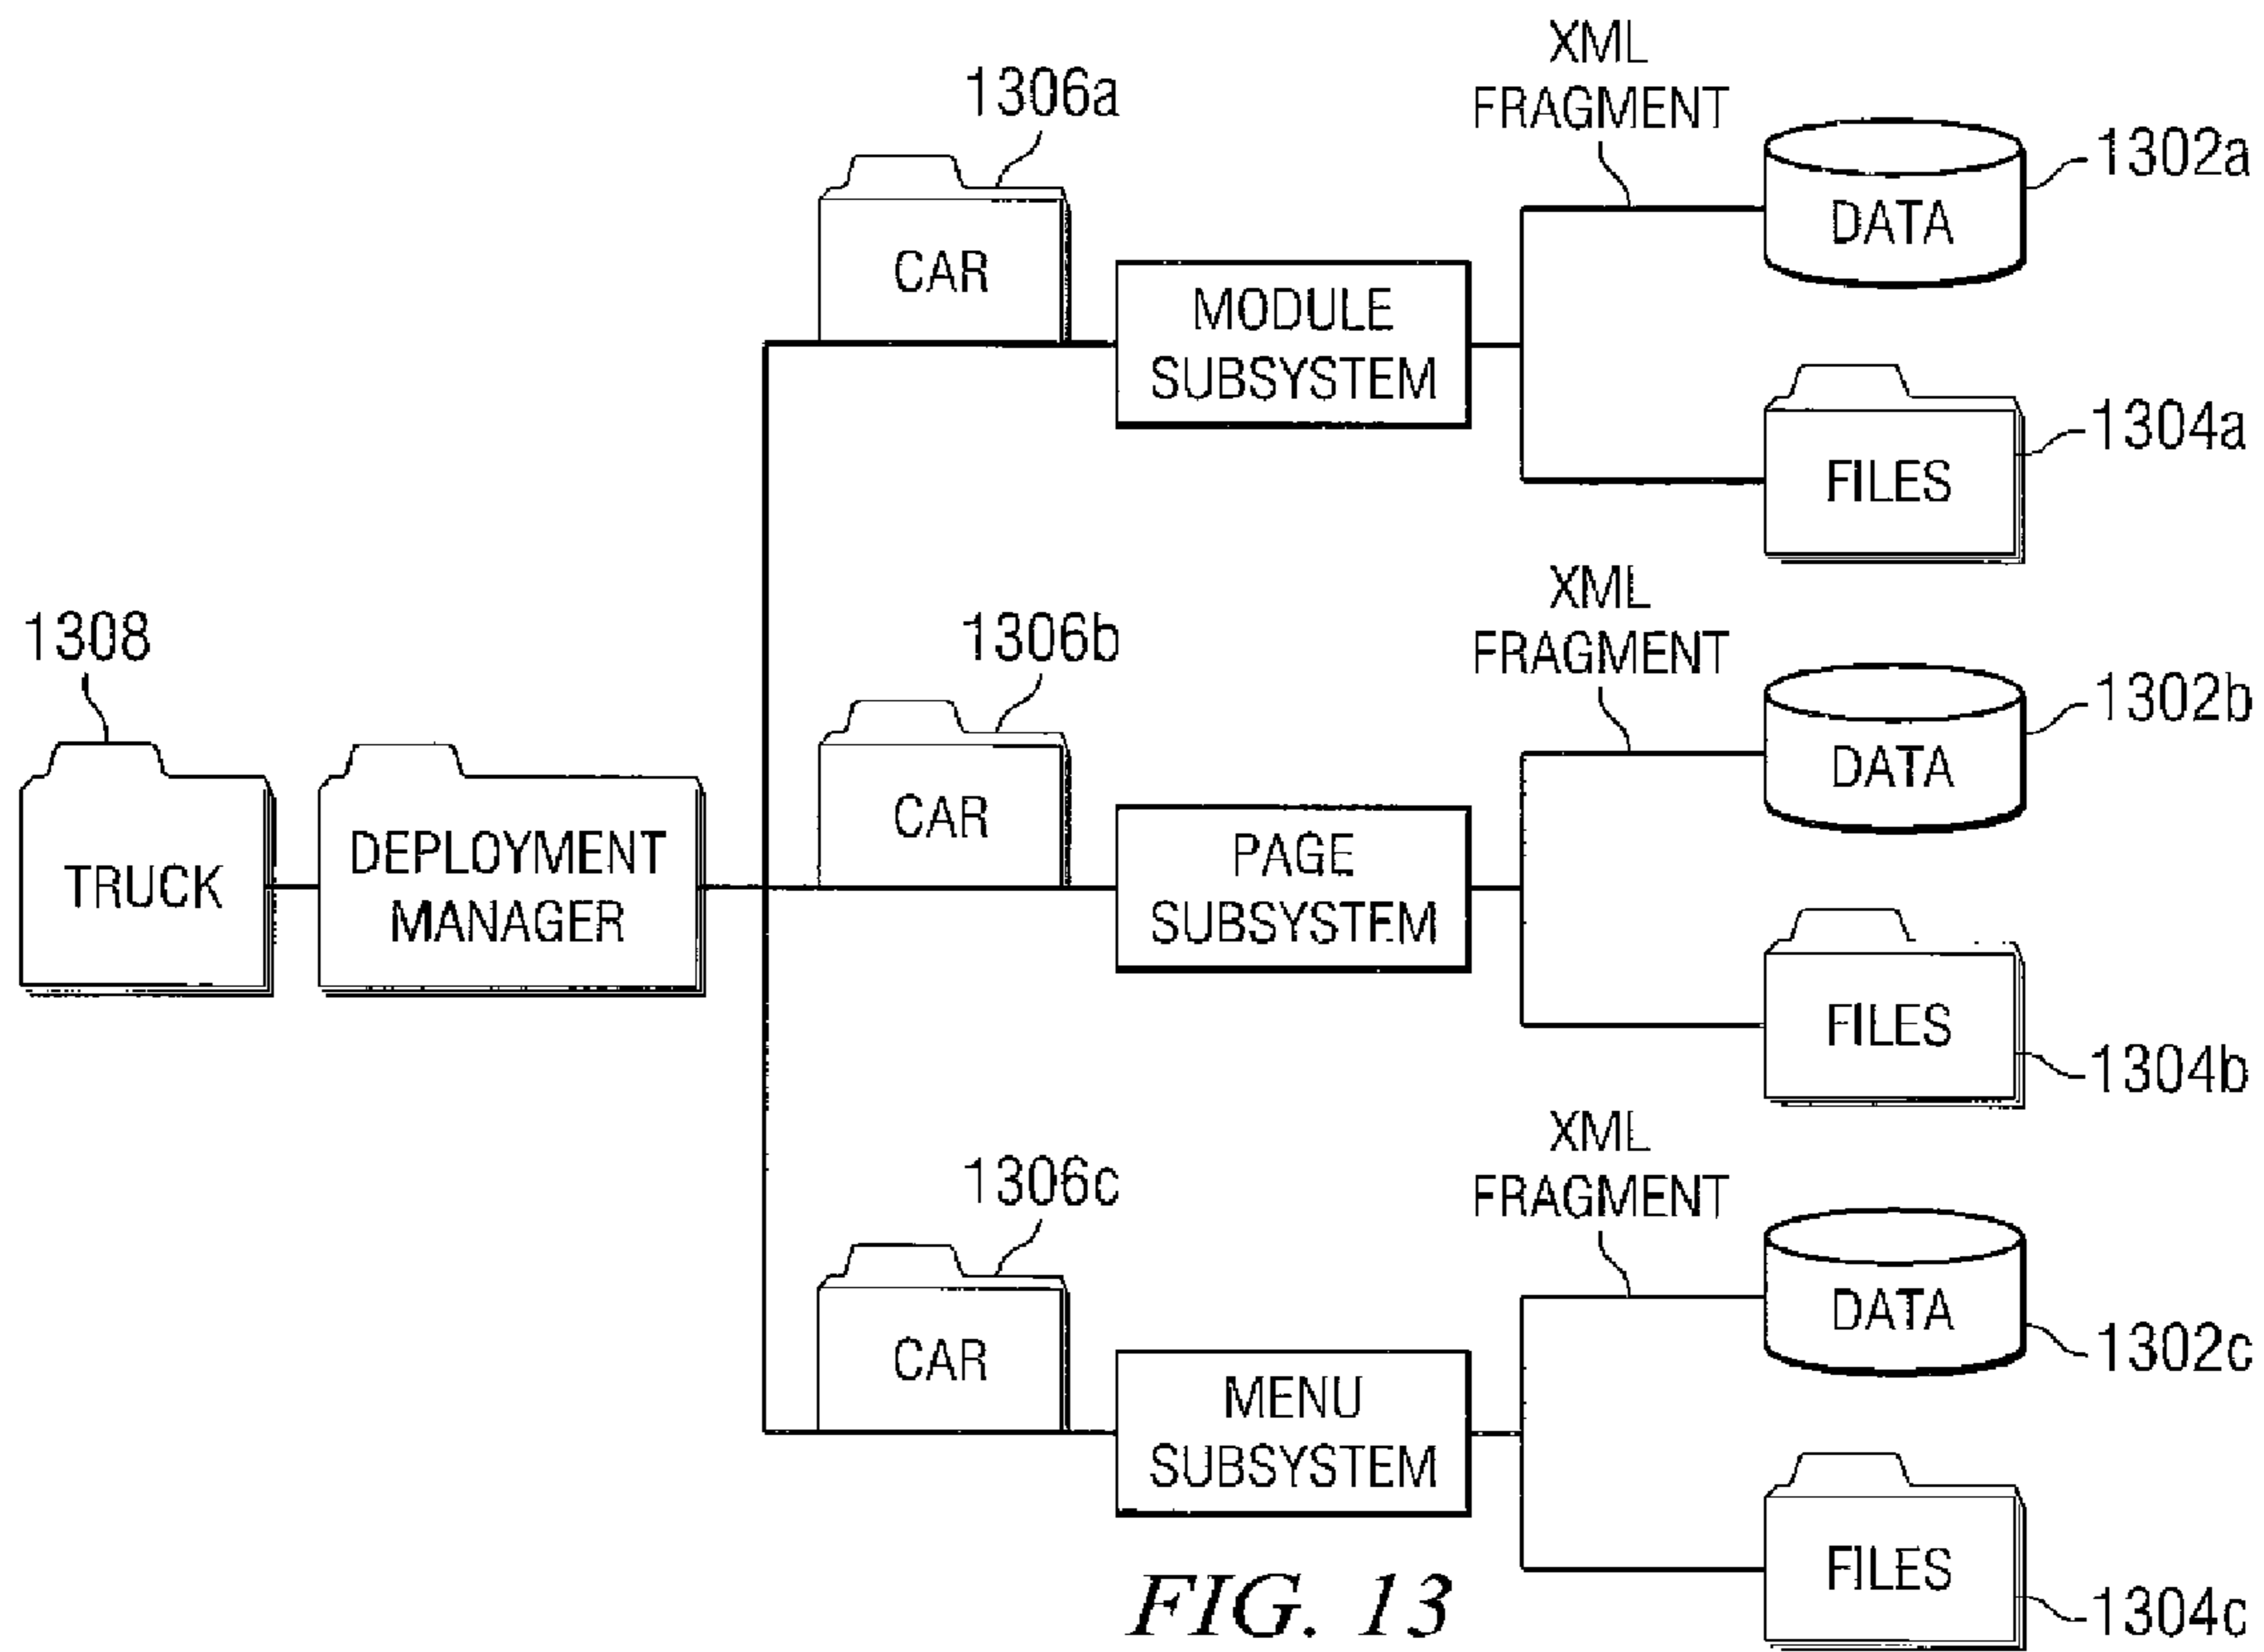 XML
FRAGMENT
1306a
1302a
DATA
CAR
MODULE
SUBSYSTEM
1304a
FILES
XML
FRAGMENT
1308
1306b
1302b
DATA
CAR
TRUCK
DEPLOYMENT
MANAGER
PAGE
SUBSYSTEM
FILES
1304b
XML
FRAGMENT
1306c
DATA
1302c
CAR
MENU
SUBSYSTEM
FILES
1304c
FIG. 13